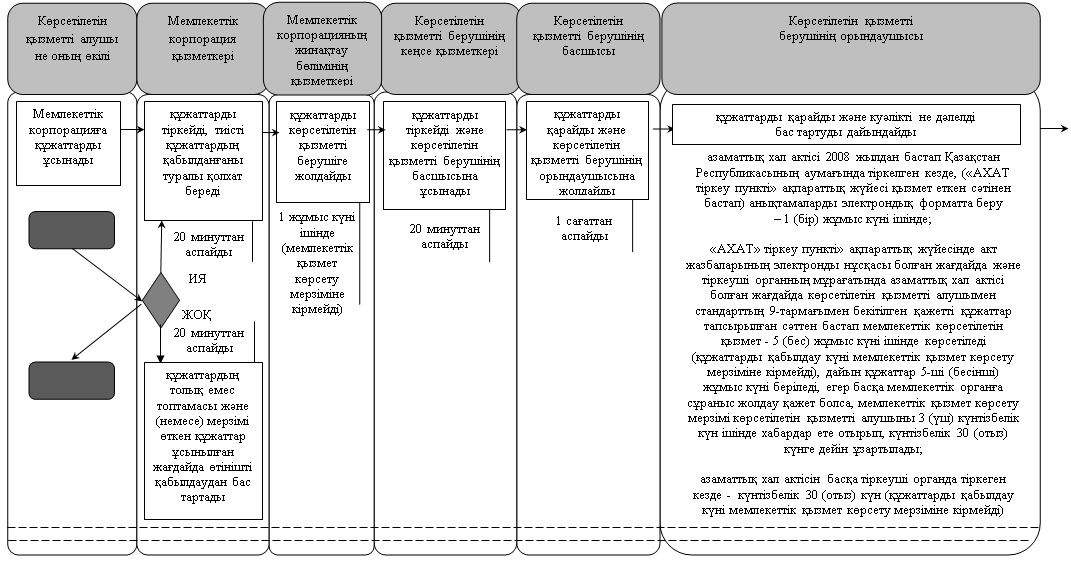 Көрсетілетін
қызметті алушы
не оның өкілі
Мемлекеттік
корпорация
қызметкері
Мемлекеттік
корпорацияның
жинақтау
бөлімінің
қызметкері
Көрсетілетін
қызметті берушінің
кеңсе қызметкері
Көрсетілетін
қызметті берушінің
басшысы
Көрсетілетін қызметті
берушінің орындаушысы
Мемлекеттік
корпорацияға
құжаттарды
ұсынады
құжаттарды
тіркейді, тиісті
құжаттардың
қабылданғаны
туралы қолхат
береді
20 минуттан
аспайды
ИЯ
ЖОҚ
20 минуттан
аспайды
құжаттардың
толық емес
топтамасы және
(немесе) мерзімі
өткен құжаттар
ұсынылған
жағдайда өтінішті
қабылдаудан бас
тартады
құжаттарды
көрсетілетін
қызметті
берушіге
жолдайды
1 жұмыс күні
ішінде
(мемлекеттік
қызмет
көрсету
мерзіміне
кірмейді)
құжаттарды
тіркейді және
көрсетілетін
қызметті берушінің
басшысына
ұсынады
20 минуттан
аспайды
құжаттарды
қарайды және
көрсетілетін
қызметті берушінің
орындаушысына
жолдайды
1 сағаттан
аспайды
құжаттарды қарайды және куәлікті не дәлелді
бас тартуды дайындайды
азаматтық хал актісі 2008 жылдан бастап Қазақстан
Республикасының аумағында тіркелген кезде, («АХАТ
тіркеу пункті» ақпараттық жүйесі қызмет еткен сәтінен
бастап) анықтамаларды электрондық форматта беру
– 1 (бір) жұмыс күні ішінде;
«АХАТ» тіркеу пункті» ақпараттық жүйесінде акт
жазбаларының электронды нұсқасы болған жағдайда және
тіркеуші органның мұрағатында азаматтық хал актісі
болған жағдайда көрсетілетін қызметті алушымен
стандарттың 9-тармағымен бекітілген қажетті құжаттар
тапсырылған сәттен бастап мемлекеттік көрсетілетін
қызмет - 5 (бес) жұмыс күні ішінде көрсетіледі
(құжаттарды қабылдау күні мемлекеттік қызмет көрсету
мерзіміне кірмейді), дайын құжаттар 5-ші (бесінші)
жұмыс күні беріледі, егер басқа мемлекеттік органға
сұраныс жолдау қажет болса, мемлекеттік қызмет көрсету
мерзімі көрсетілетін қызметті алушыны 3 (үш) күнтізбелік
күн ішінде хабардар ете отырып, күнтізбелік 30 (отыз)
күнге дейін ұзартылады;
азаматтық хал актісін басқа тіркеуші органда тіркеген
кезде - күнтізбелік 30 (отыз) күн (құжаттарды қабылдау
күні мемлекеттік қызмет көрсету мерзіміне кірмейді)